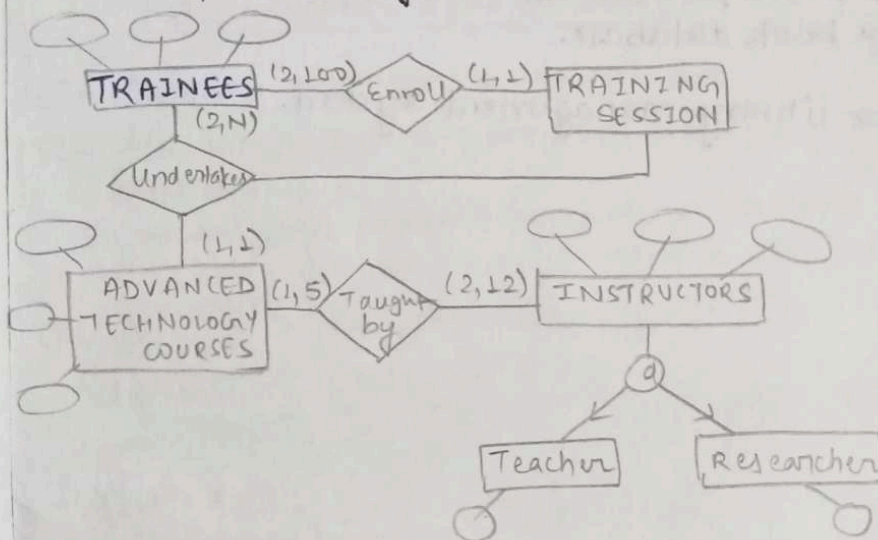 TRAINEES
(2,100)
Enroll
(1,1)
TRAINING
SESSION
(2,N)
Undertakes
(1,1)
ADVANCED
TECHNOLOGY
COURSES
(1,5)
Taught
by
(2,12)
INSTRUCTORS
d
Teacher
Researcher